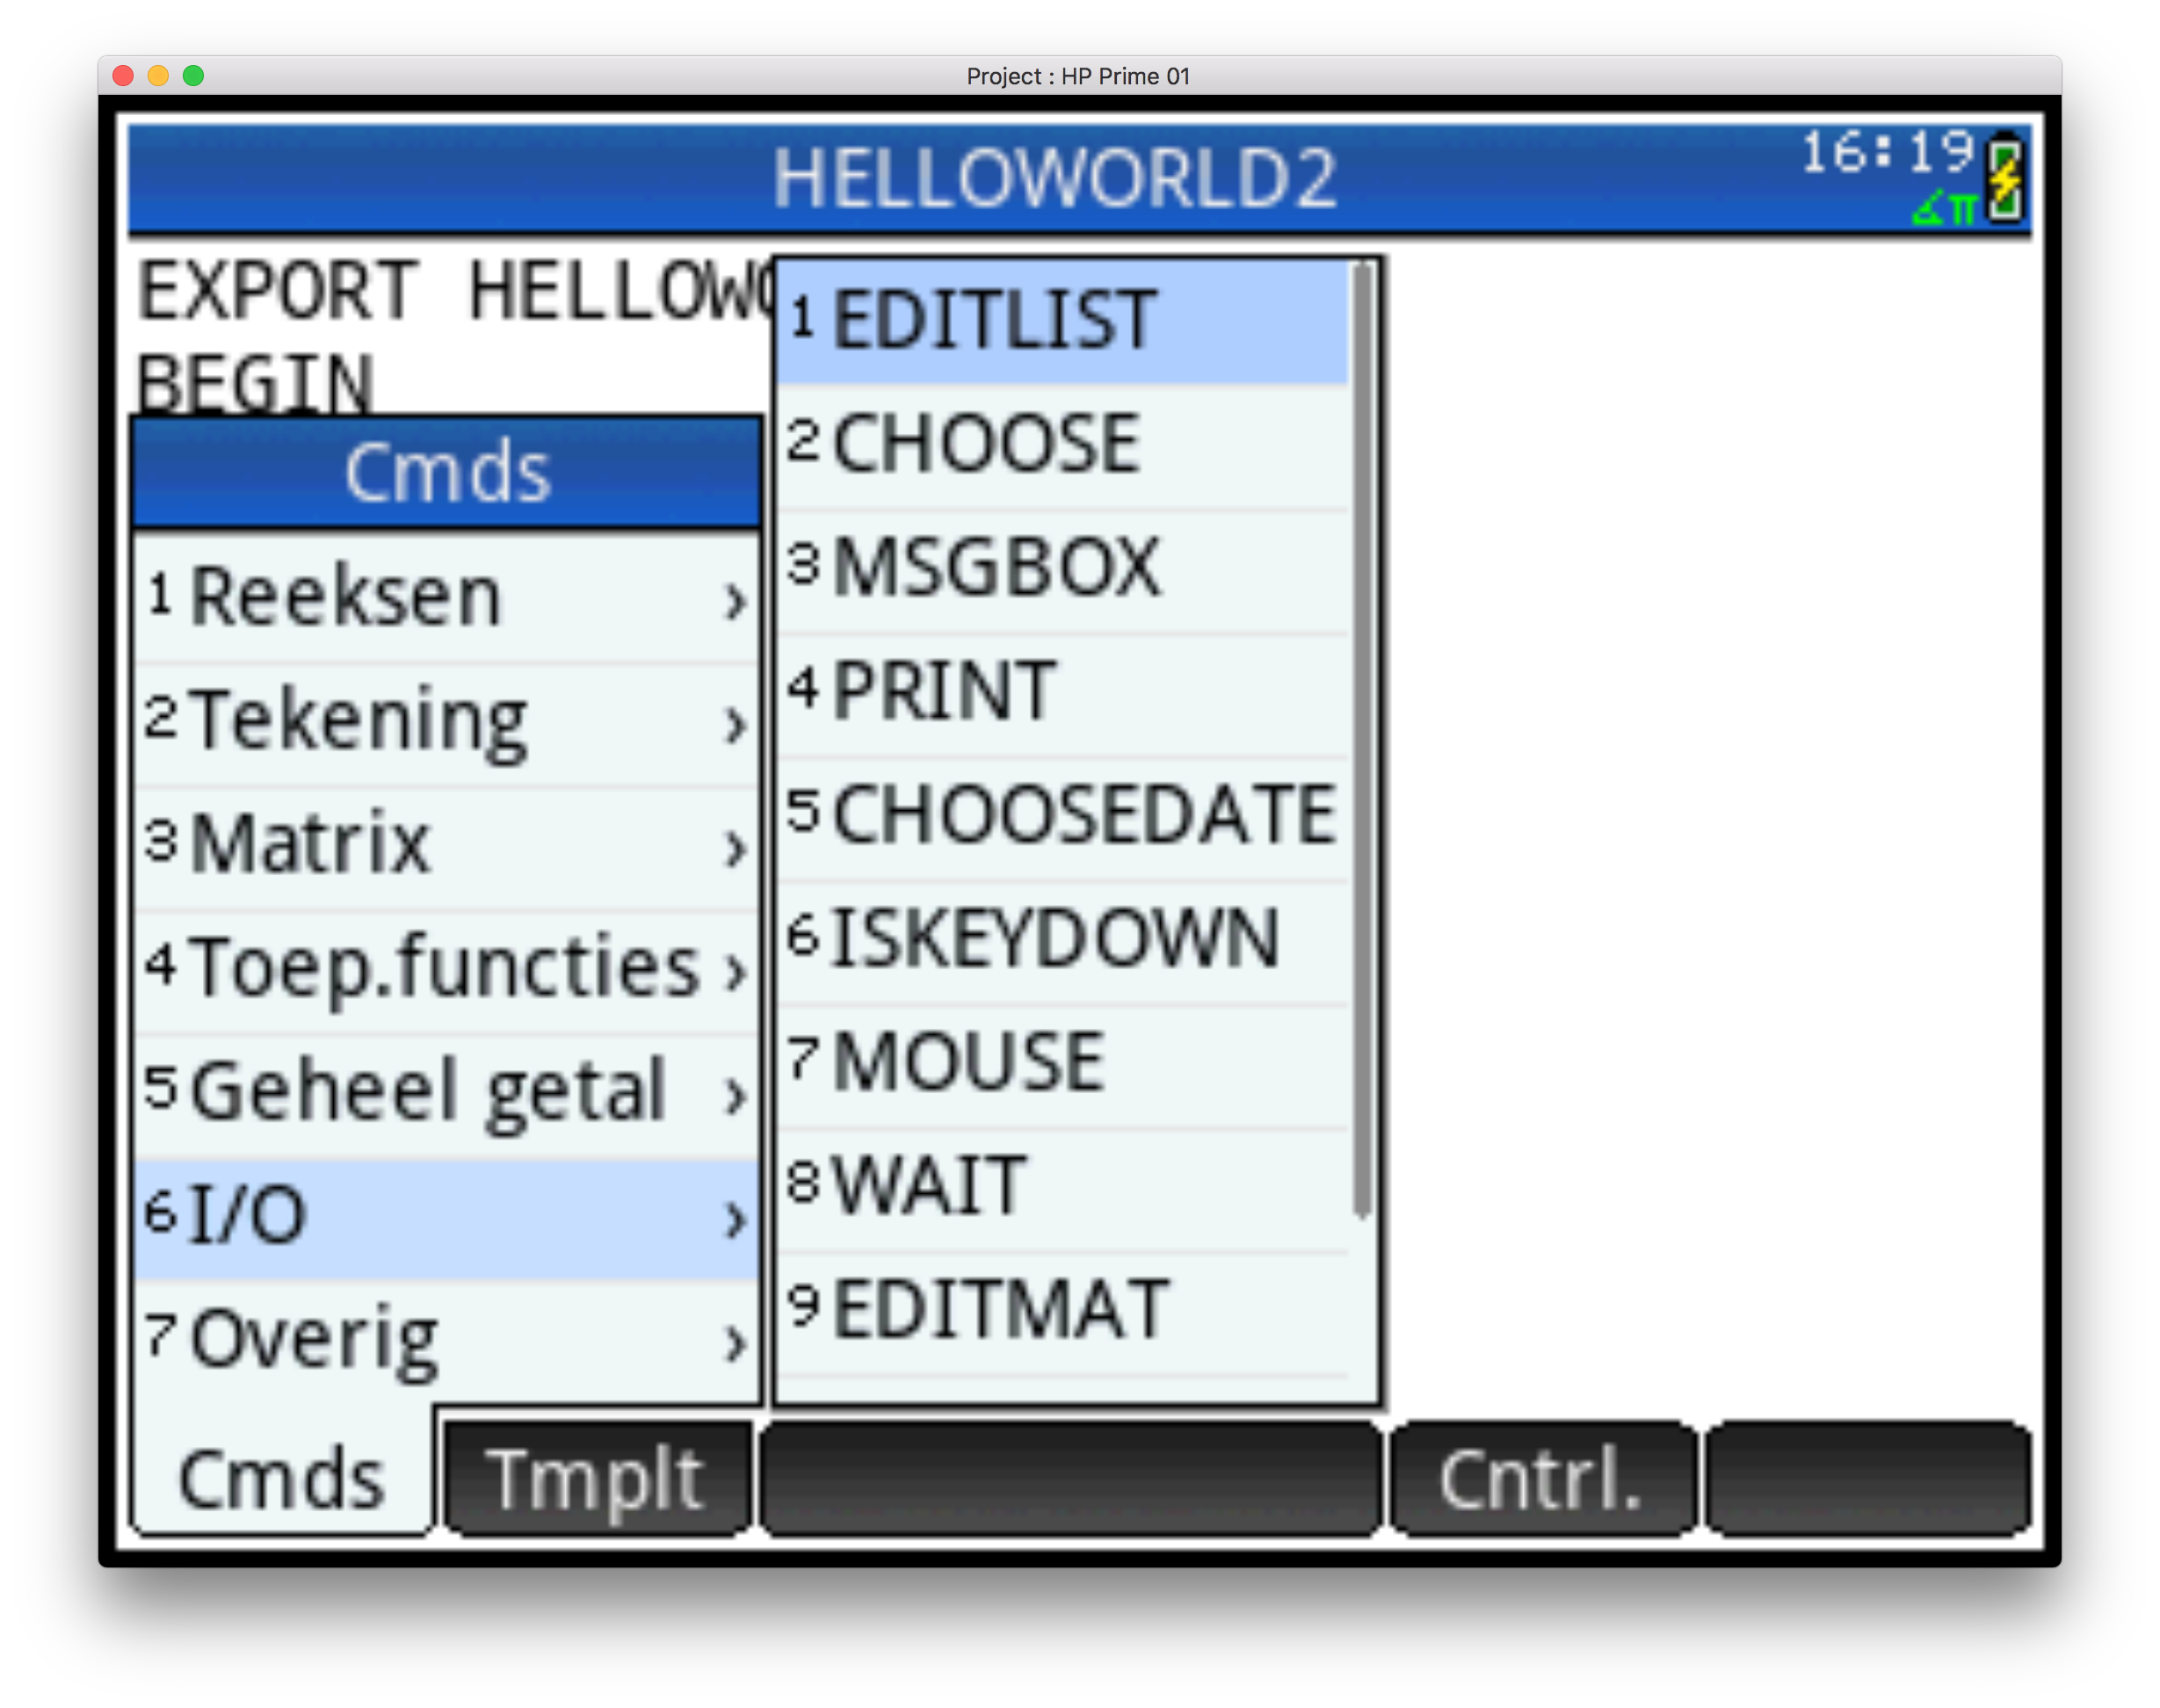 Project : HP Prime 01
HELLOWORLD2
16:19
∡π
EXPORT HELLOWO
BEGIN
Cmds
1 Reeksen ›
2 Tekening ›
3 Matrix ›
4 Toep.functies ›
5 Geheel getal ›
6 I/O ›
7 Overig ›
1 EDITLIST
2 CHOOSE
3 MSGBOX
4 PRINT
5 CHOOSEDATE
6 ISKEYDOWN
7 MOUSE
8 WAIT
9 EDITMAT
Cmds
Tmplt
Cntrl.